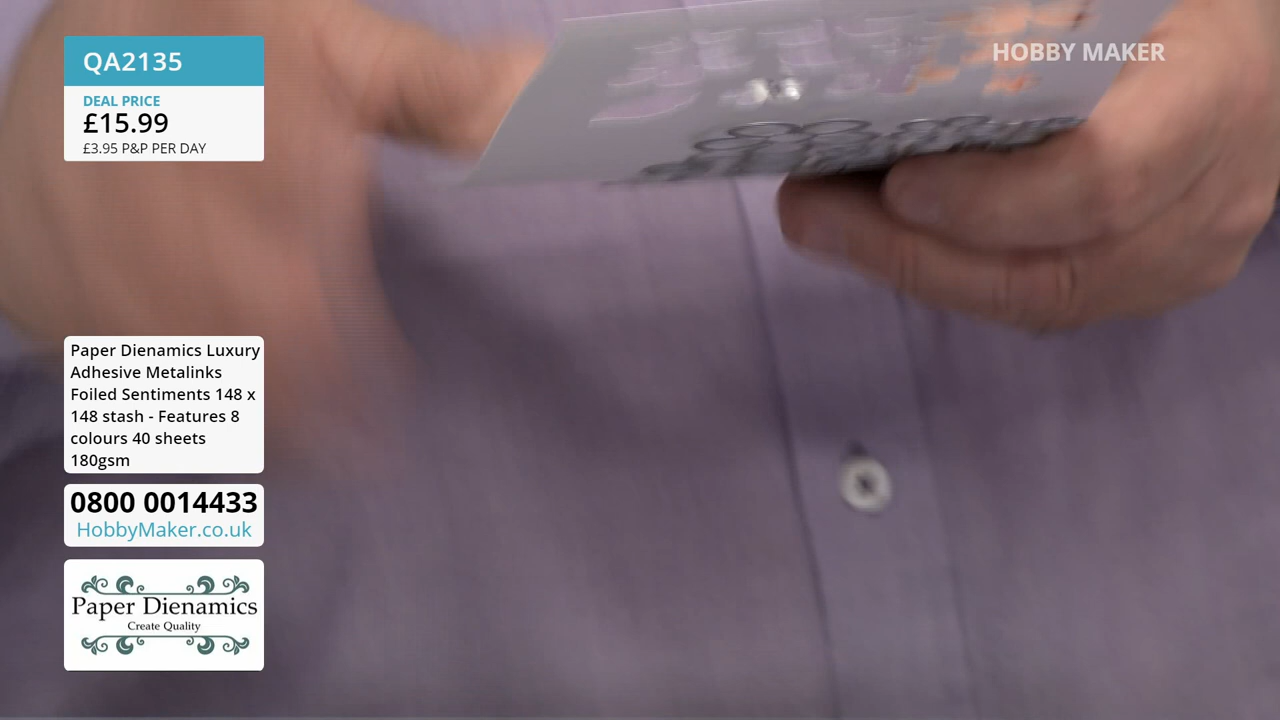 QA2135
DEAL PRICE
£15.99
£3.95 P&P PER DAY
HOBBY MAKER
Paper Dienamics Luxury
Adhesive Metalinks
Foiled Sentiments 148 x
148 stash - Features 8
colours 40 sheets
180gsm
0800 0014433
HobbyMaker.co.uk
Paper Dienamics
Create Quality